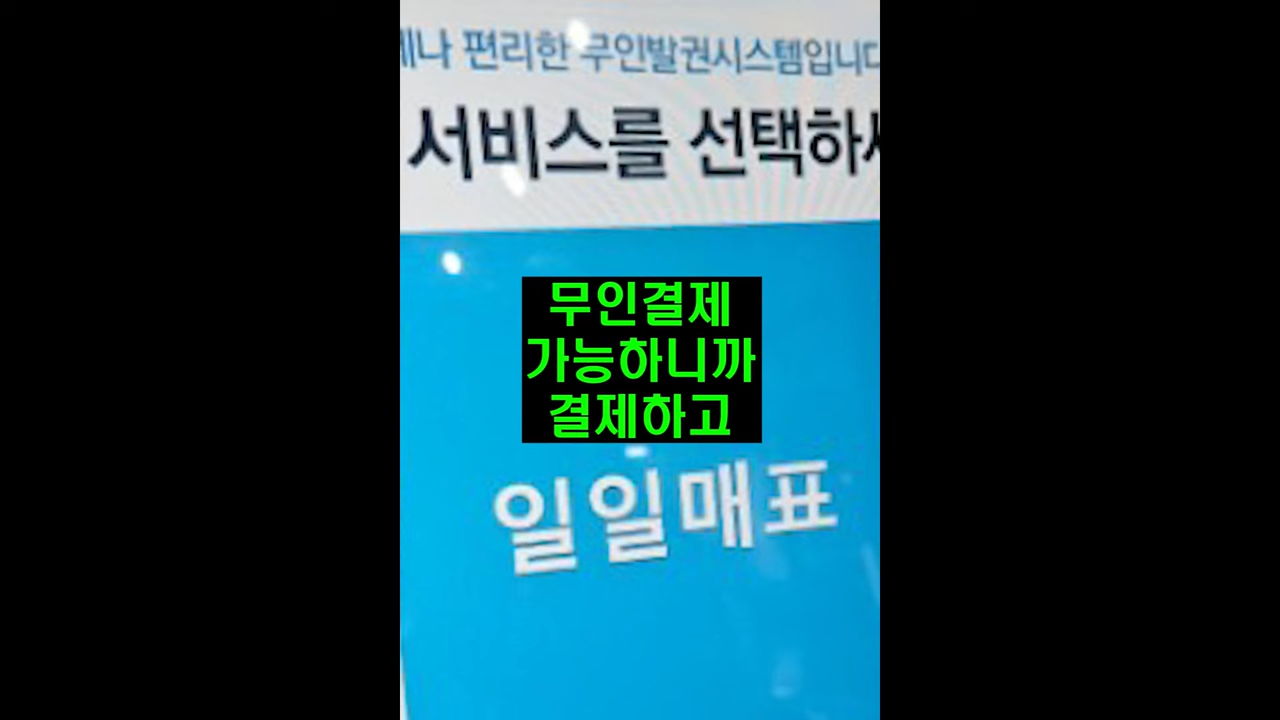 편리한 무인발권시스템입니다
서비스를 선택하
무인결제
가능하니까
결제하고
일일매표